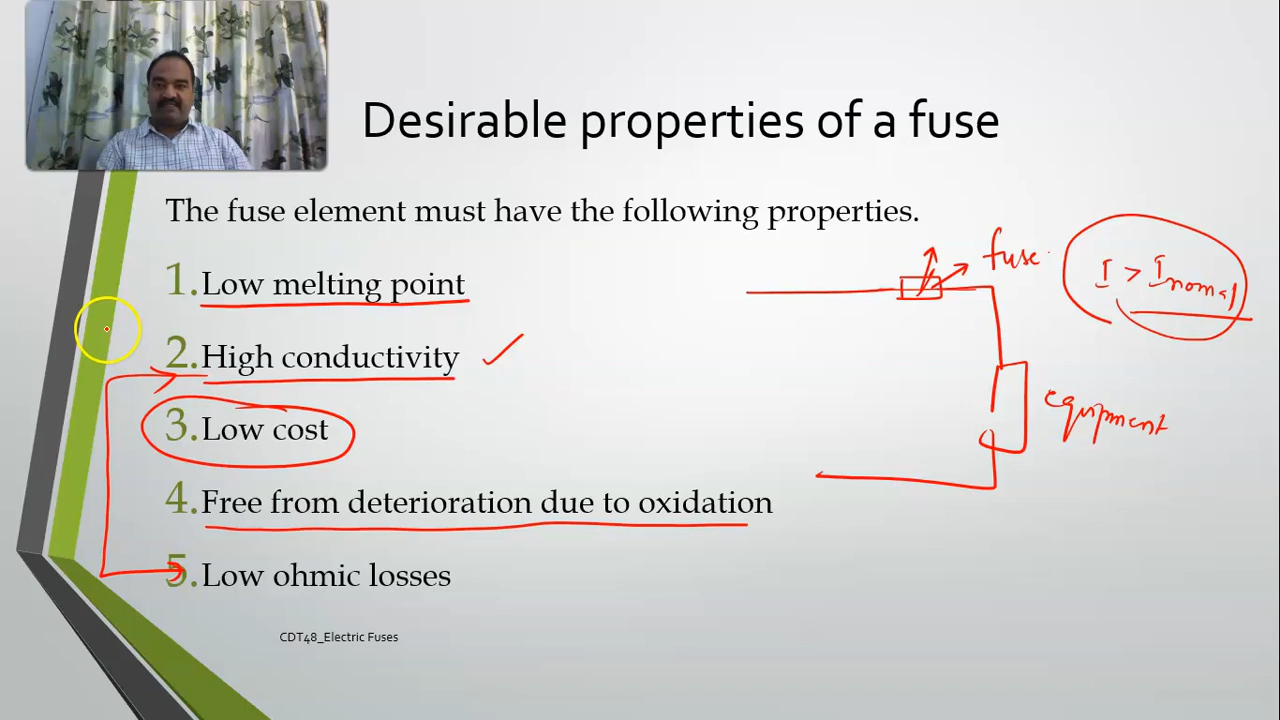 Desirable properties of a fuse
The fuse element must have the following properties.
1. Low melting point
2. High conductivity
3. Low cost
4. Free from deterioration due to oxidation
5. Low ohmic losses
fuse
I > Inomal
equipment
CDT48_Electric Fuses